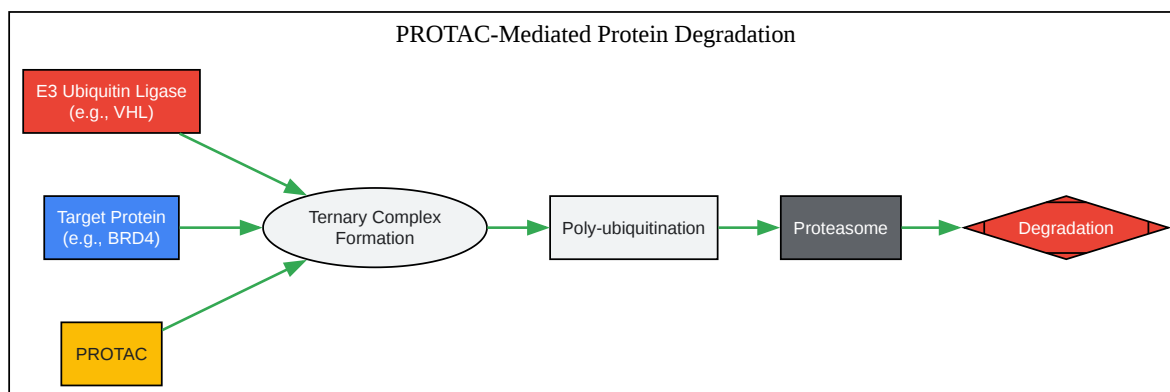 PROTAC-Mediated Protein Degradation
E3 Ubiquitin Ligase
(e.g., VHL)
Target Protein
(e.g., BRD4)
PROTAC
Ternary Complex
Formation
Poly-ubiquitination
Proteasome
Degradation